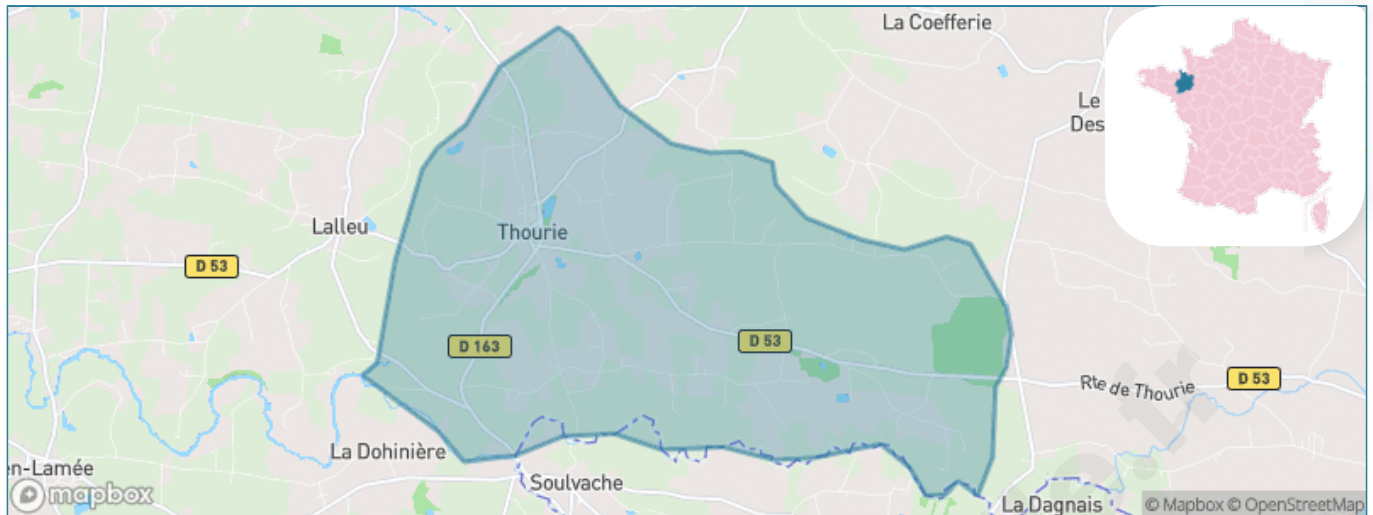 La Coefferie
Le
Des
Lalleu
Thourie
D 53
D 163
D 53
Rte de Thourie
D 53
La Dohinière
en-Lamée
Soulvache
La Dagnais
mapbox
© Mapbox © OpenStreetMap